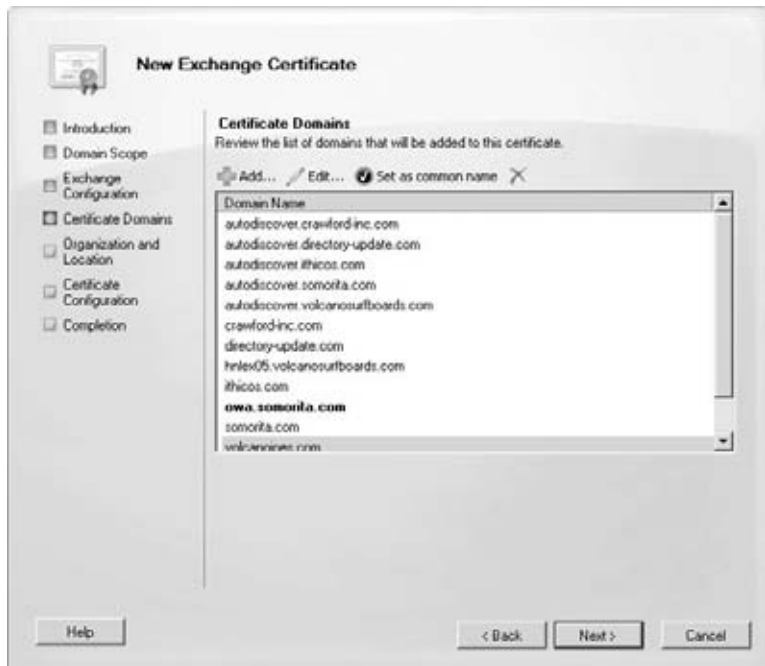 New Exchange Certificate
Introduction
Domain Scope
Exchange
Configuration
Certificate Domains
Organization and
Location
Certificate
Configuration
Completion
Certificate Domains
Review the list of domains that will be added to this certificate.
Add... Edit... Set as common name
Domain Name
autodiscover.crawford-inc.com
autodiscover.directory-update.com
autodiscover.ithicos.com
autodiscover.somorita.com
autodiscover.volcanosurfboards.com
crawford-inc.com
directory-update.com
hnlex05.volcanosurfboards.com
ithicos.com
owa.somorita.com
somorita.com
Help
< Back Next > Cancel